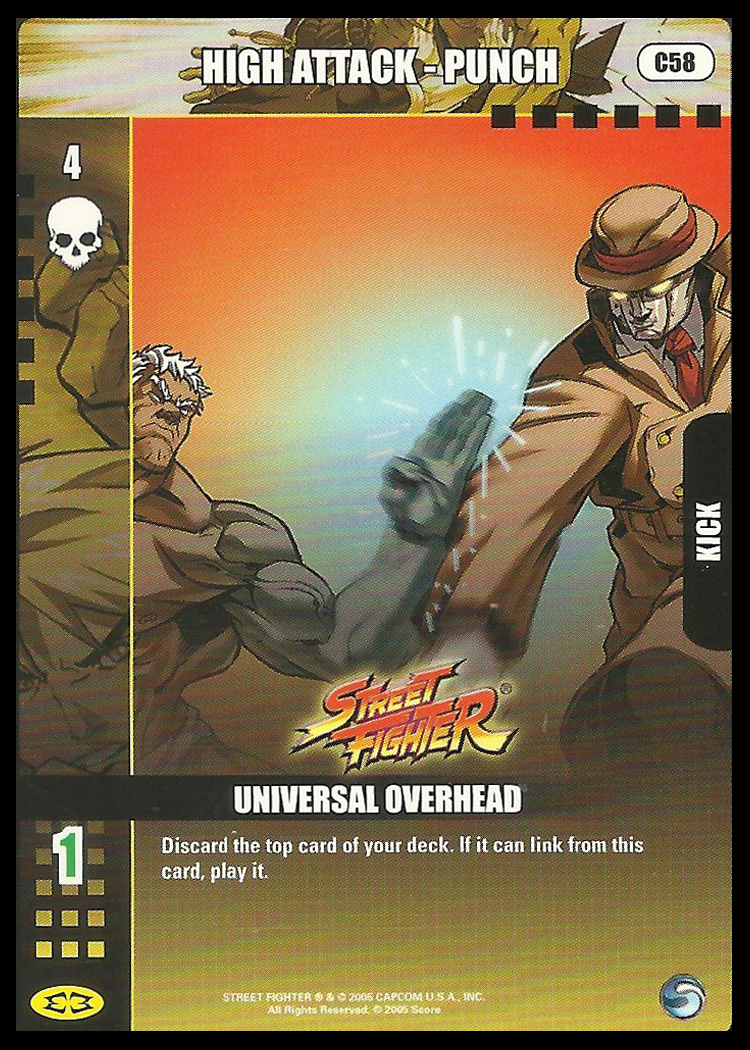 HIGH ATTACK - PUNCH
C58
4
KICK
STREET
FIGHTER®
UNIVERSAL OVERHEAD
1
Discard the top card of your deck. If it can link from this
card, play it.
STREET FIGHTER ® & © 2005 CAPCOM U.S.A., INC.
All Rights Reserved. © 2005 Score